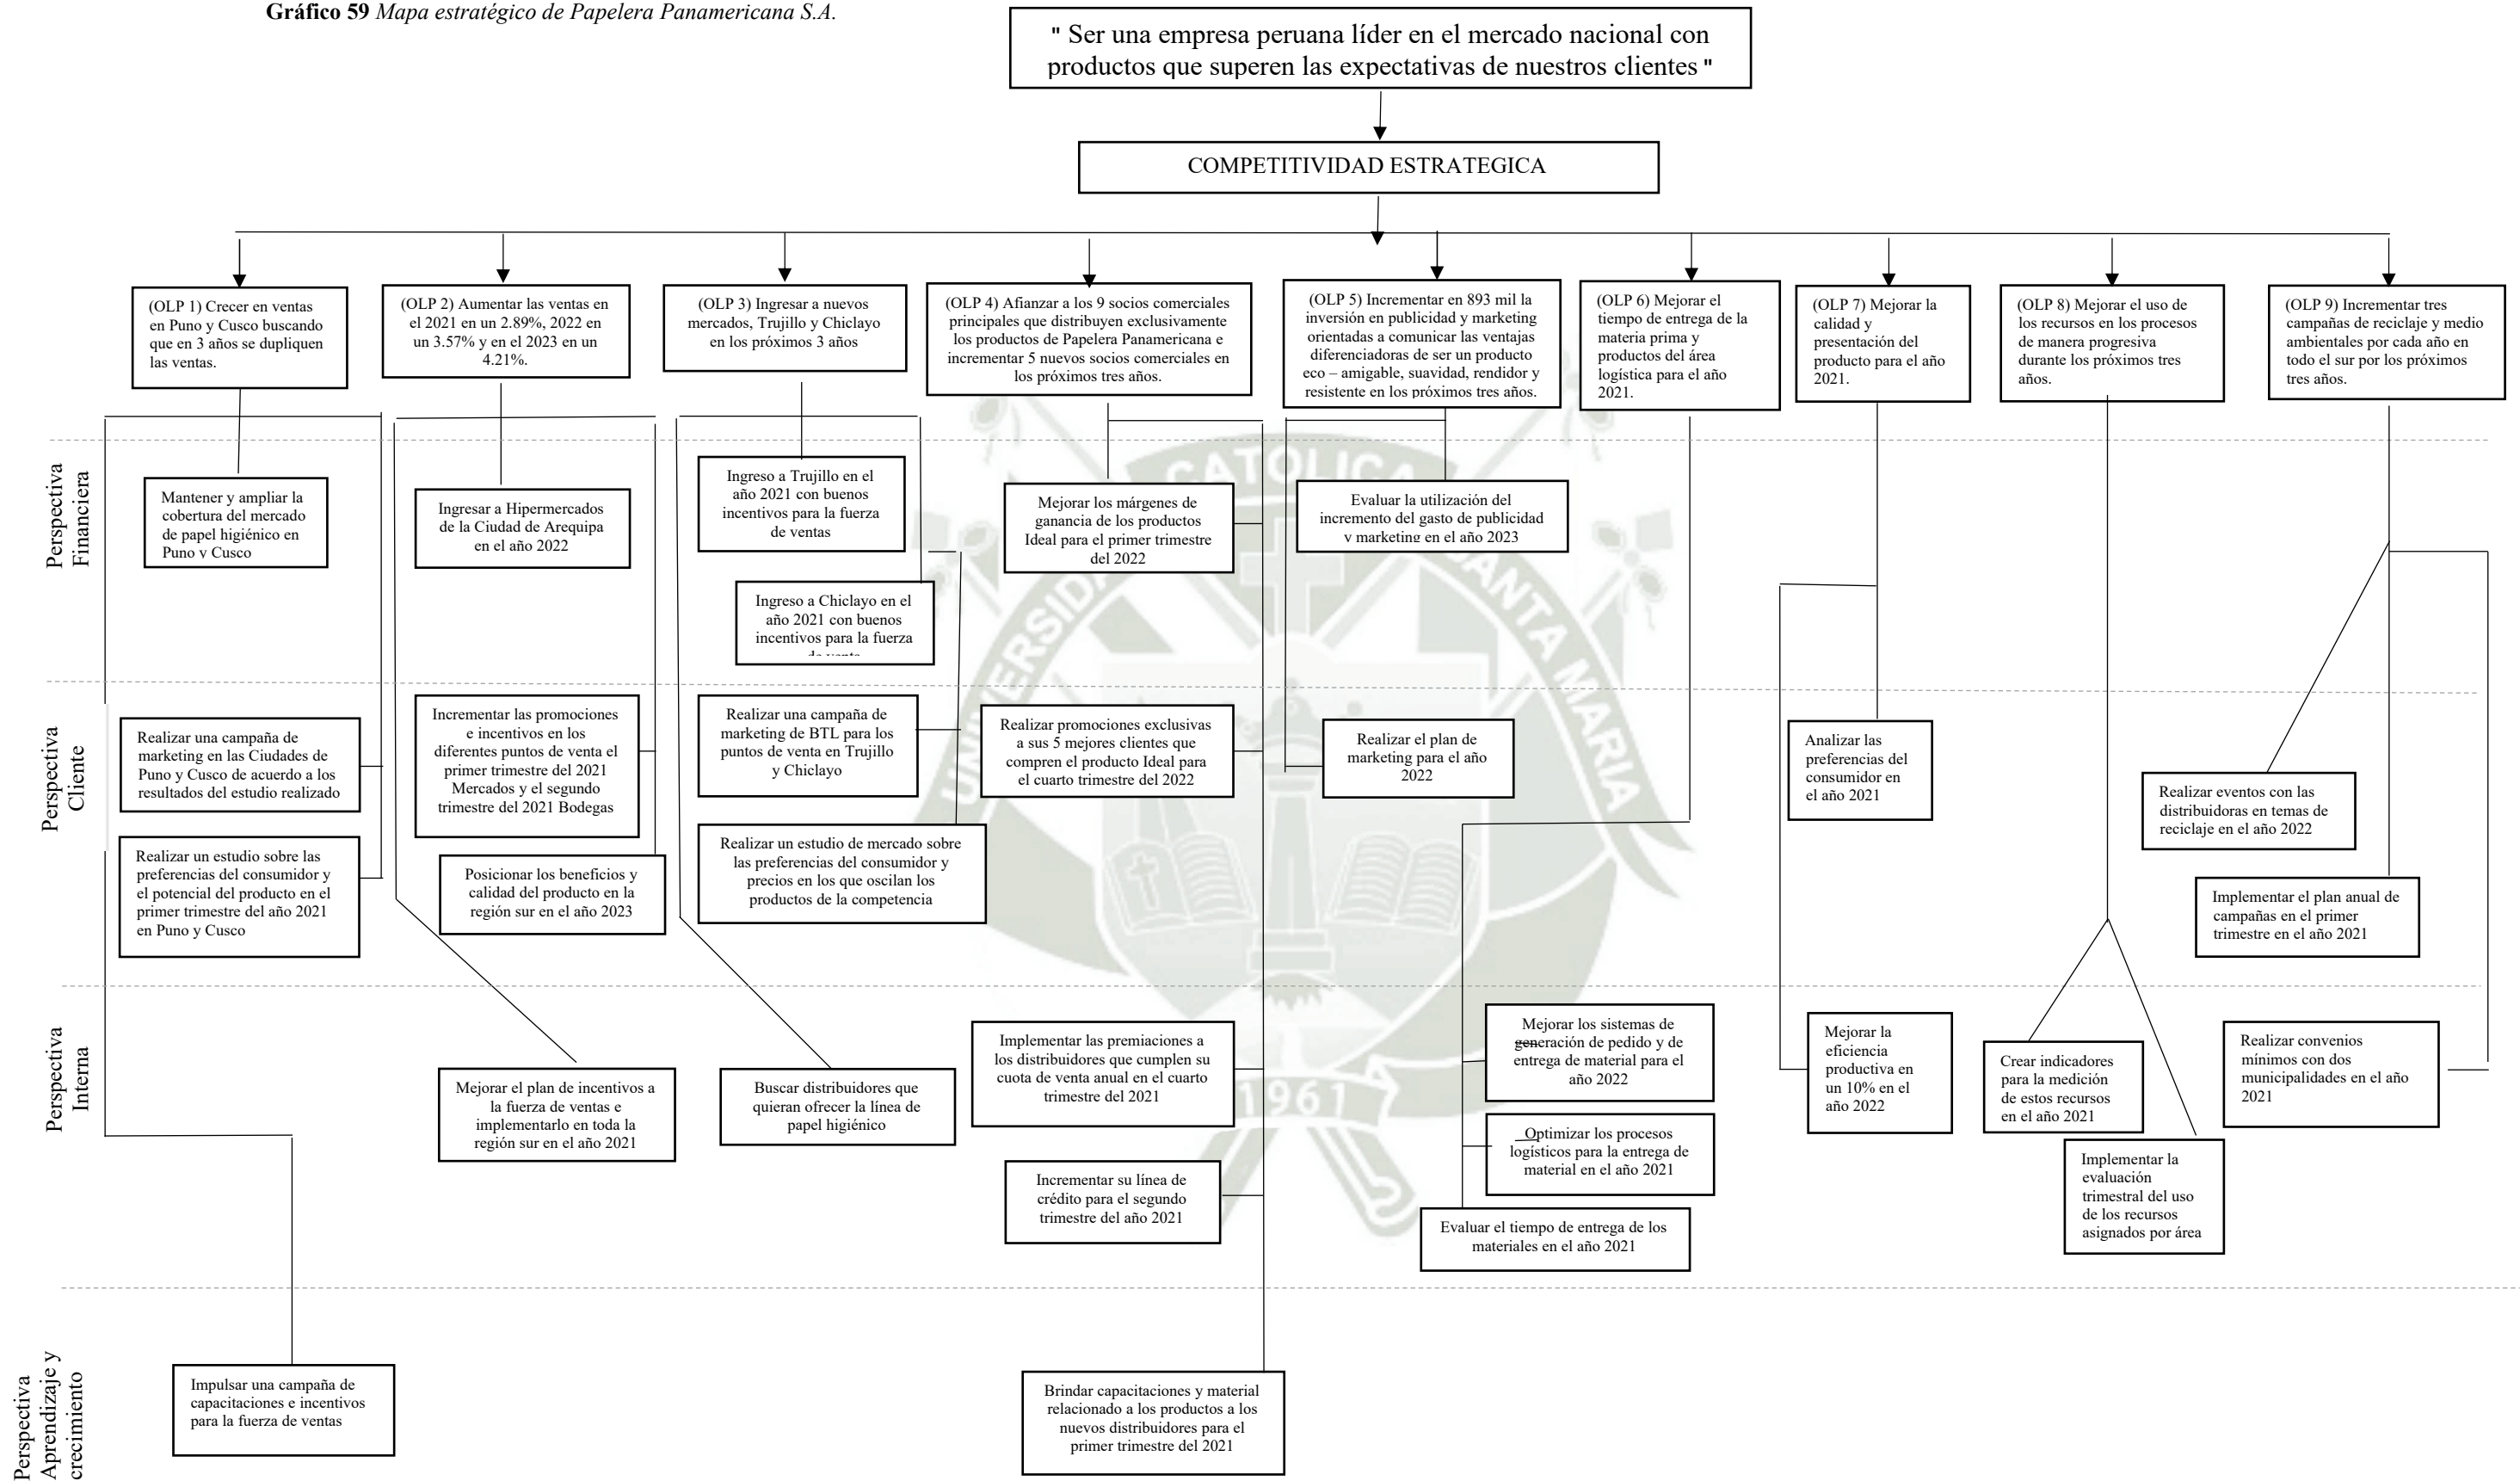 Gráfico 59 Mapa estratégico de Papelera Panamericana S.A.
" Ser una empresa peruana líder en el mercado nacional con
productos que superen las expectativas de nuestros clientes "
COMPETITIVIDAD ESTRATEGICA
(OLP 1) Crecer en ventas
en Puno y Cusco buscando
que en 3 años se dupliquen
las ventas.
(OLP 2) Aumentar las ventas en
el 2021 en un 2.89%, 2022 en
un 3.57% y en el 2023 en un
4.21%.
(OLP 3) Ingresar a nuevos
mercados, Trujillo y Chiclayo
en los próximos 3 años
(OLP 4) Afianzar a los 9 socios comerciales
principales que distribuyen exclusivamente
los productos de Papelera Panamericana e
incrementar 5 nuevos socios comerciales en
los próximos tres años.
(OLP 5) Incrementar en 893 mil la
inversión en publicidad y marketing
orientadas a comunicar las ventajas
diferenciadoras de ser un producto
eco – amigable, suavidad, rendidor y
resistente en los próximos tres años.
(OLP 6) Mejorar el
tiempo de entrega de la
materia prima y
productos del área
logística para el año
2021.
(OLP 7) Mejorar la
calidad y
presentación del
producto para el año
2021.
(OLP 8) Mejorar el uso de
los recursos en los procesos
de manera progresiva
durante los próximos tres
años.
(OLP 9) Incrementar tres
campañas de reciclaje y medio
ambientales por cada año en
todo el sur por los próximos
tres años.
Perspectiva
Financiera
Mantener y ampliar la
cobertura del mercado
de papel higiénico en
Puno y Cusco
Ingresar a Hipermercados
de la Ciudad de Arequipa
en el año 2022
Ingreso a Trujillo en el
año 2021 con buenos
incentivos para la fuerza
de ventas
Ingreso a Chiclayo en el
año 2021 con buenos
incentivos para la fuerza
de venta
Mejorar los márgenes de
ganancia de los productos
Ideal para el primer trimestre
del 2022
Evaluar la utilización del
incremento del gasto de publicidad
y marketing en el año 2023
Perspectiva
Cliente
Realizar una campaña de
marketing en las Ciudades de
Puno y Cusco de acuerdo a los
resultados del estudio realizado
Realizar un estudio sobre las
preferencias del consumidor y
el potencial del producto en el
primer trimestre del año 2021
en Puno y Cusco
Incrementar las promociones
e incentivos en los
diferentes puntos de venta el
primer trimestre del 2021
Mercados y el segundo
trimestre del 2021 Bodegas
Posicionar los beneficios y
calidad del producto en la
región sur en el año 2023
Realizar una campaña de
marketing de BTL para los
puntos de venta en Trujillo
y Chiclayo
Realizar un estudio de mercado sobre
las preferencias del consumidor y
precios en los que oscilan los
productos de la competencia
Realizar promociones exclusivas
a sus 5 mejores clientes que
compren el producto Ideal para
el cuarto trimestre del 2022
Realizar el plan de
marketing para el año
2022
Analizar las
preferencias del
consumidor en
el año 2021
Realizar eventos con las
distribuidoras en temas de
reciclaje en el año 2022
Implementar el plan anual de
campañas en el primer
trimestre en el año 2021
Perspectiva
Interna
Mejorar el plan de incentivos a
la fuerza de ventas e
implementarlo en toda la
región sur en el año 2021
Buscar distribuidores que
quieran ofrecer la línea de
papel higiénico
Implementar las premiaciones a
los distribuidores que cumplen su
cuota de venta anual en el cuarto
trimestre del 2021
Incrementar su línea de
crédito para el segundo
trimestre del año 2021
Mejorar los sistemas de
generación de pedido y de
entrega de material para el
año 2022
Optimizar los procesos
logísticos para la entrega de
material en el año 2021
Evaluar el tiempo de entrega de los
materiales en el año 2021
Mejorar la
eficiencia
productiva en
un 10% en el
año 2022
Crear indicadores
para la medición
de estos recursos
en el año 2021
Implementar la
evaluación
trimestral del uso
de los recursos
asignados por área
Realizar convenios
mínimos con dos
municipalidades en el año
2021
Perspectiva
Aprendizaje y
crecimiento
Impulsar una campaña de
capacitaciones e incentivos
para la fuerza de ventas
Brindar capacitaciones y material
relacionado a los productos a los
nuevos distribuidores para el
primer trimestre del 2021
UNIVERSIDA
CATOLICA
SANTA MARIA
1961